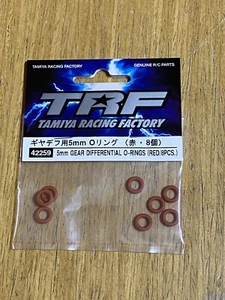 TAMIYA RACING FACTORY
GENUINE R/C PARTS
TRF
TAMIYA RACING FACTORY
ギヤデフ用5mm Oリング （赤・8個）
42259
5mm GEAR DIFFERENTIAL O-RINGS (RED/8PCS.)